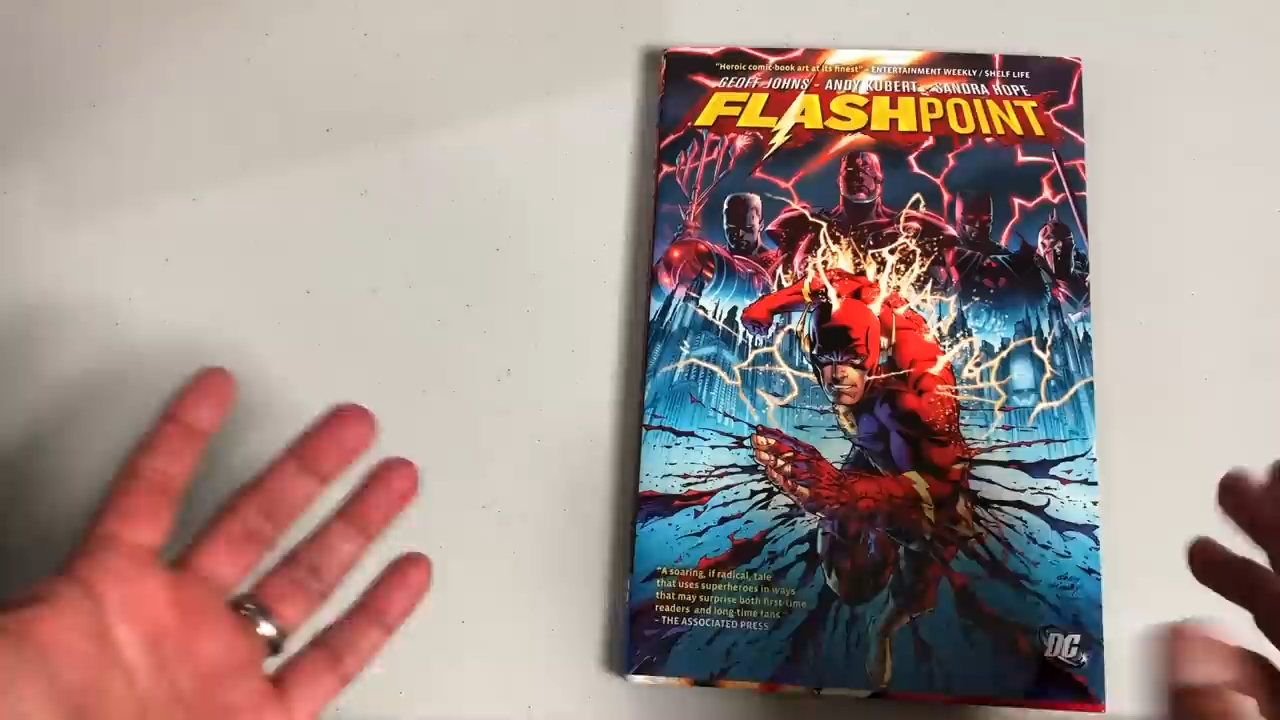 "Heroic comic-book art at its finest" – ENTERTAINMENT WEEKLY / SHELF LIFE
GEOFF JOHNS - ANDY KUBERT & SANDRA HOPE
FLASHPOINT
"A soaring, if radical, tale
that uses superheroes in ways
that may surprise both first-time
readers and long-time fans."
– THE ASSOCIATED PRESS
DC